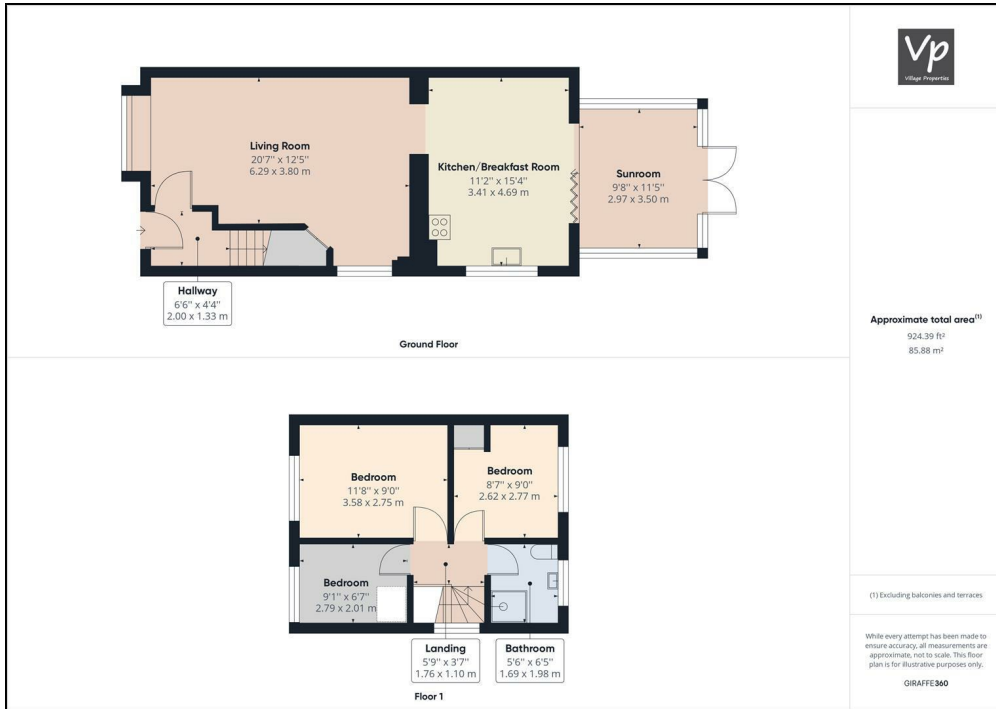 Living Room
20'7" x 12'5"
6.29 x 3.80 m
Kitchen/Breakfast Room
11'2" x 15'4"
3.41 x 4.69 m
Sunroom
9'8" x 11'5"
2.97 x 3.50 m
Hallway
6'6" x 4'4"
2.00 x 1.33 m
Ground Floor
Bedroom
11'8" x 9'0"
3.58 x 2.75 m
Bedroom
8'7" x 9'0"
2.62 x 2.77 m
Bedroom
9'1" x 6'7"
2.79 x 2.01 m
Landing
5'9" x 3'7"
1.76 x 1.10 m
Bathroom
5'6" x 6'5"
1.69 x 1.98 m
Floor 1
Vp
Village Properties
Approximate total area(1)
924.39 ft²
85.88 m²
(1) Excluding balconies and terraces
While every attempt has been made to
ensure accuracy, all measurements are
approximate, not to scale. This floor
plan is for illustrative purposes only.
GIRAFFE360